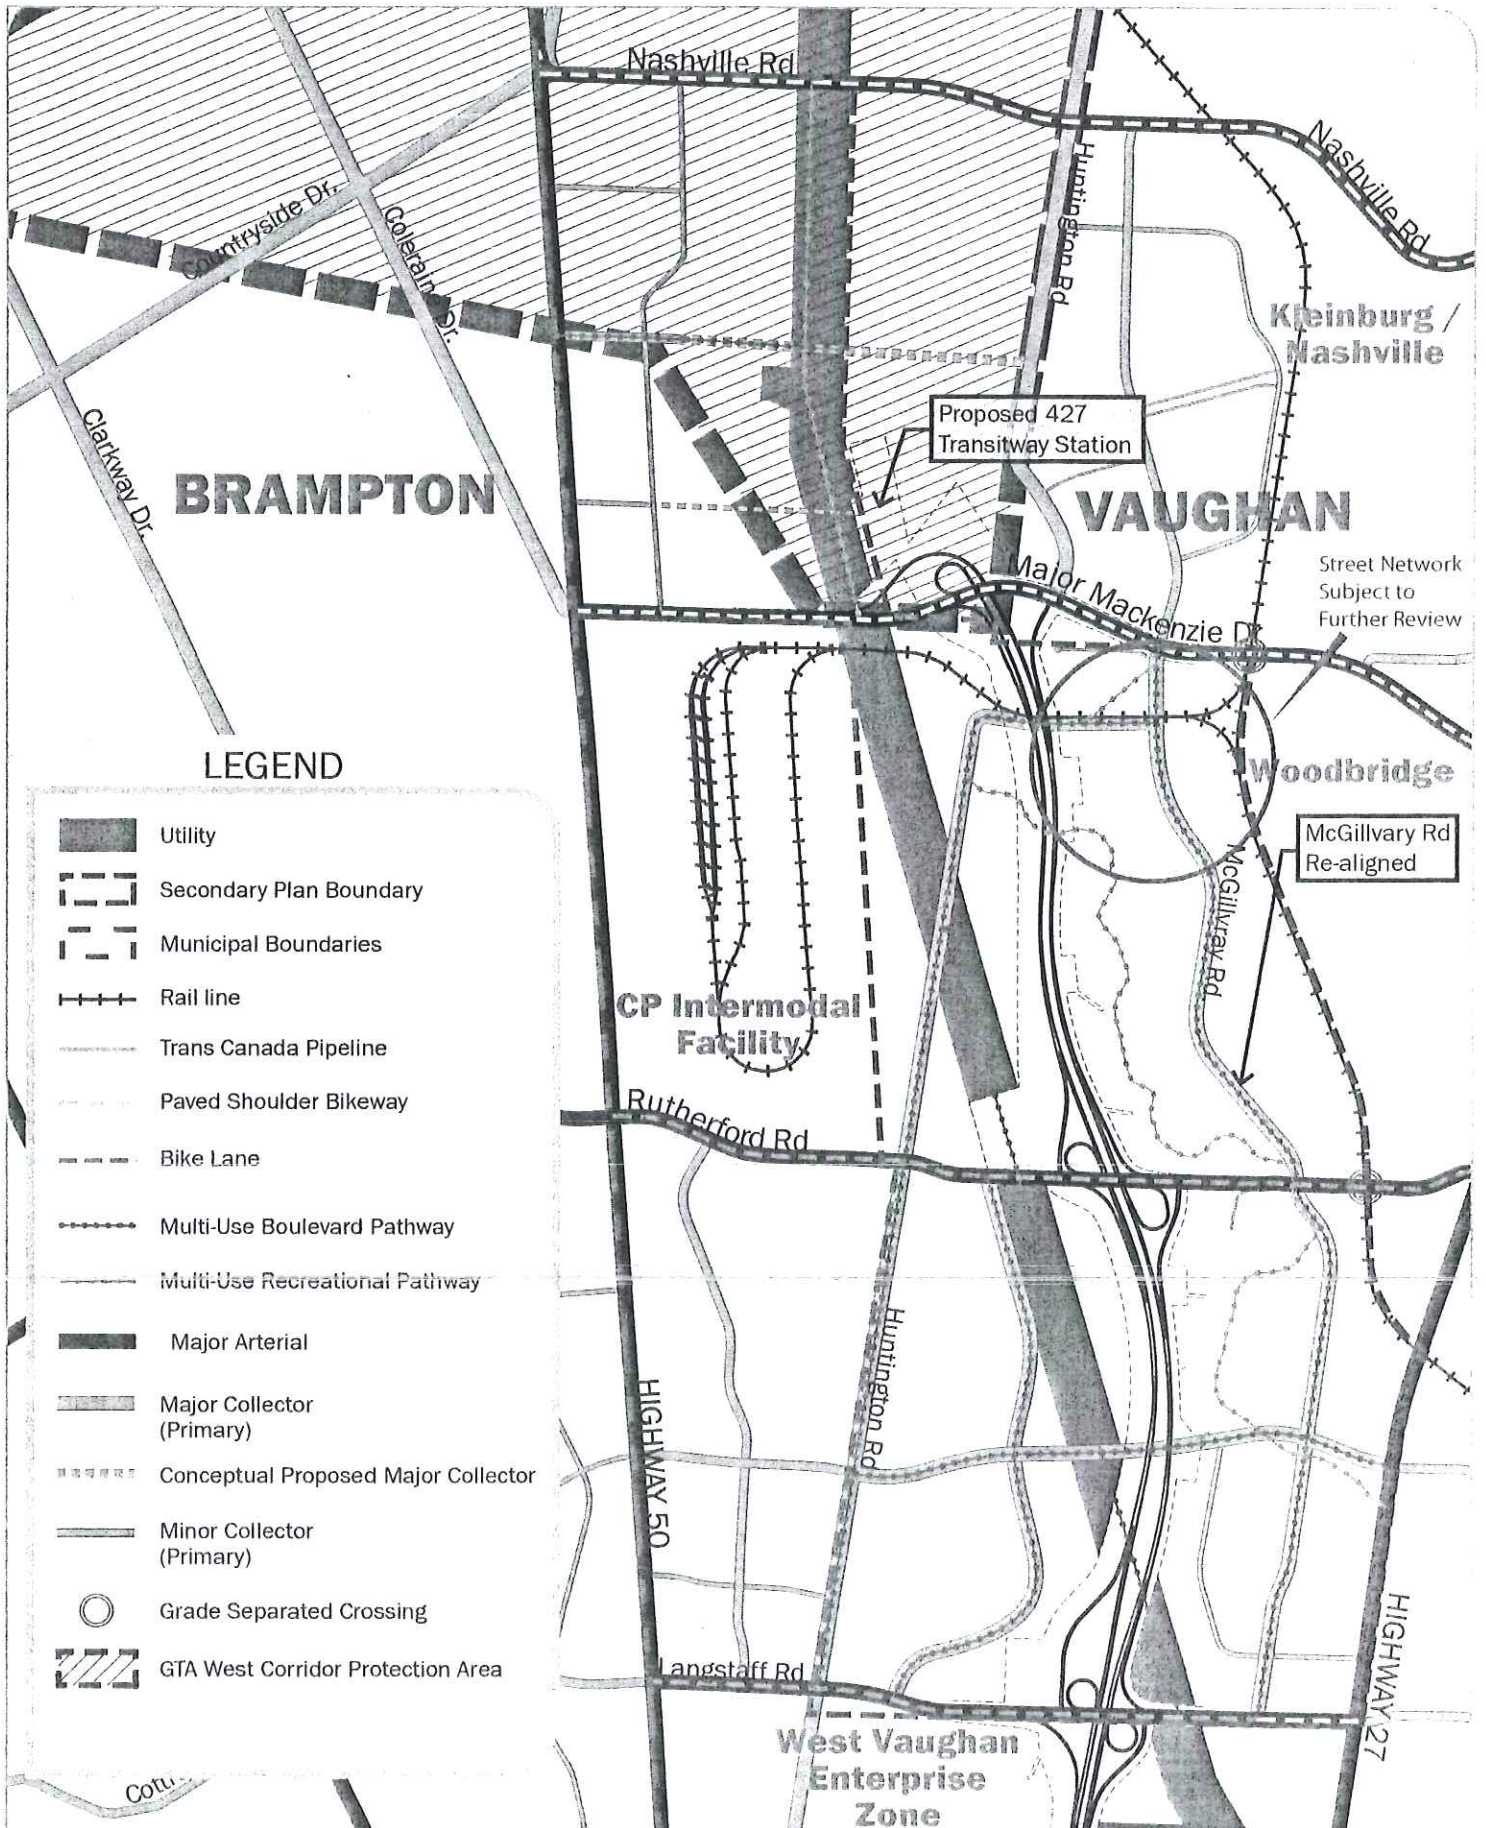 Nashville Rd
Nashville Rd
Huntington Rd
Countryside Dr.
Colerain Dr.
Kleinburg /
Nashville
Clarkway Dr.
Proposed 427
Transitway Station
BRAMPTON
VAUGHAN
Street Network
Subject to
Further Review
Major Mackenzie Dr
Woodbridge
McGillvary Rd
Re-aligned
McGillvray Rd
CP Intermodal
Facility
Rutherford Rd
Huntington Rd
HIGHWAY 50
HIGHWAY 27
Langstaff Rd
West Vaughan
Enterprise
Zone
LEGEND
Utility
Secondary Plan Boundary
Municipal Boundaries
Rail line
Trans Canada Pipeline
Paved Shoulder Bikeway
Bike Lane
Multi-Use Boulevard Pathway
Multi-Use Recreational Pathway
Major Arterial
Major Collector
(Primary)
Conceptual Proposed Major Collector
Minor Collector
(Primary)
Grade Separated Crossing
GTA West Corridor Protection Area